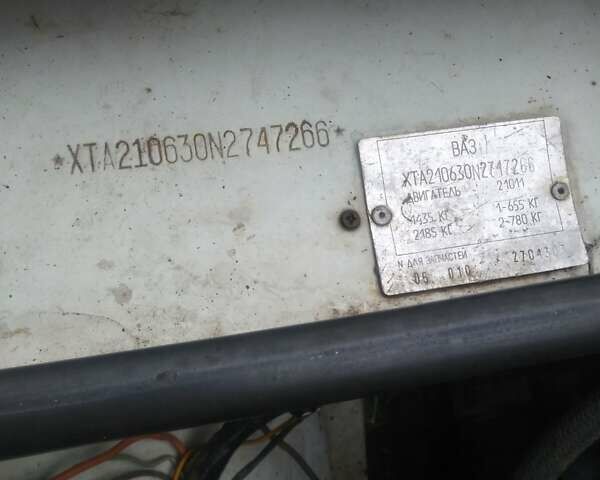 *XTA210630N2747266*
ВАЗ
XTA210630N2747266
ДВИГАТЕЛЬ 21011
1435 КГ 1-655 КГ
2185 КГ 2-780 КГ
N ДЛЯ ЗАПЧАСТЕЙ
05 010